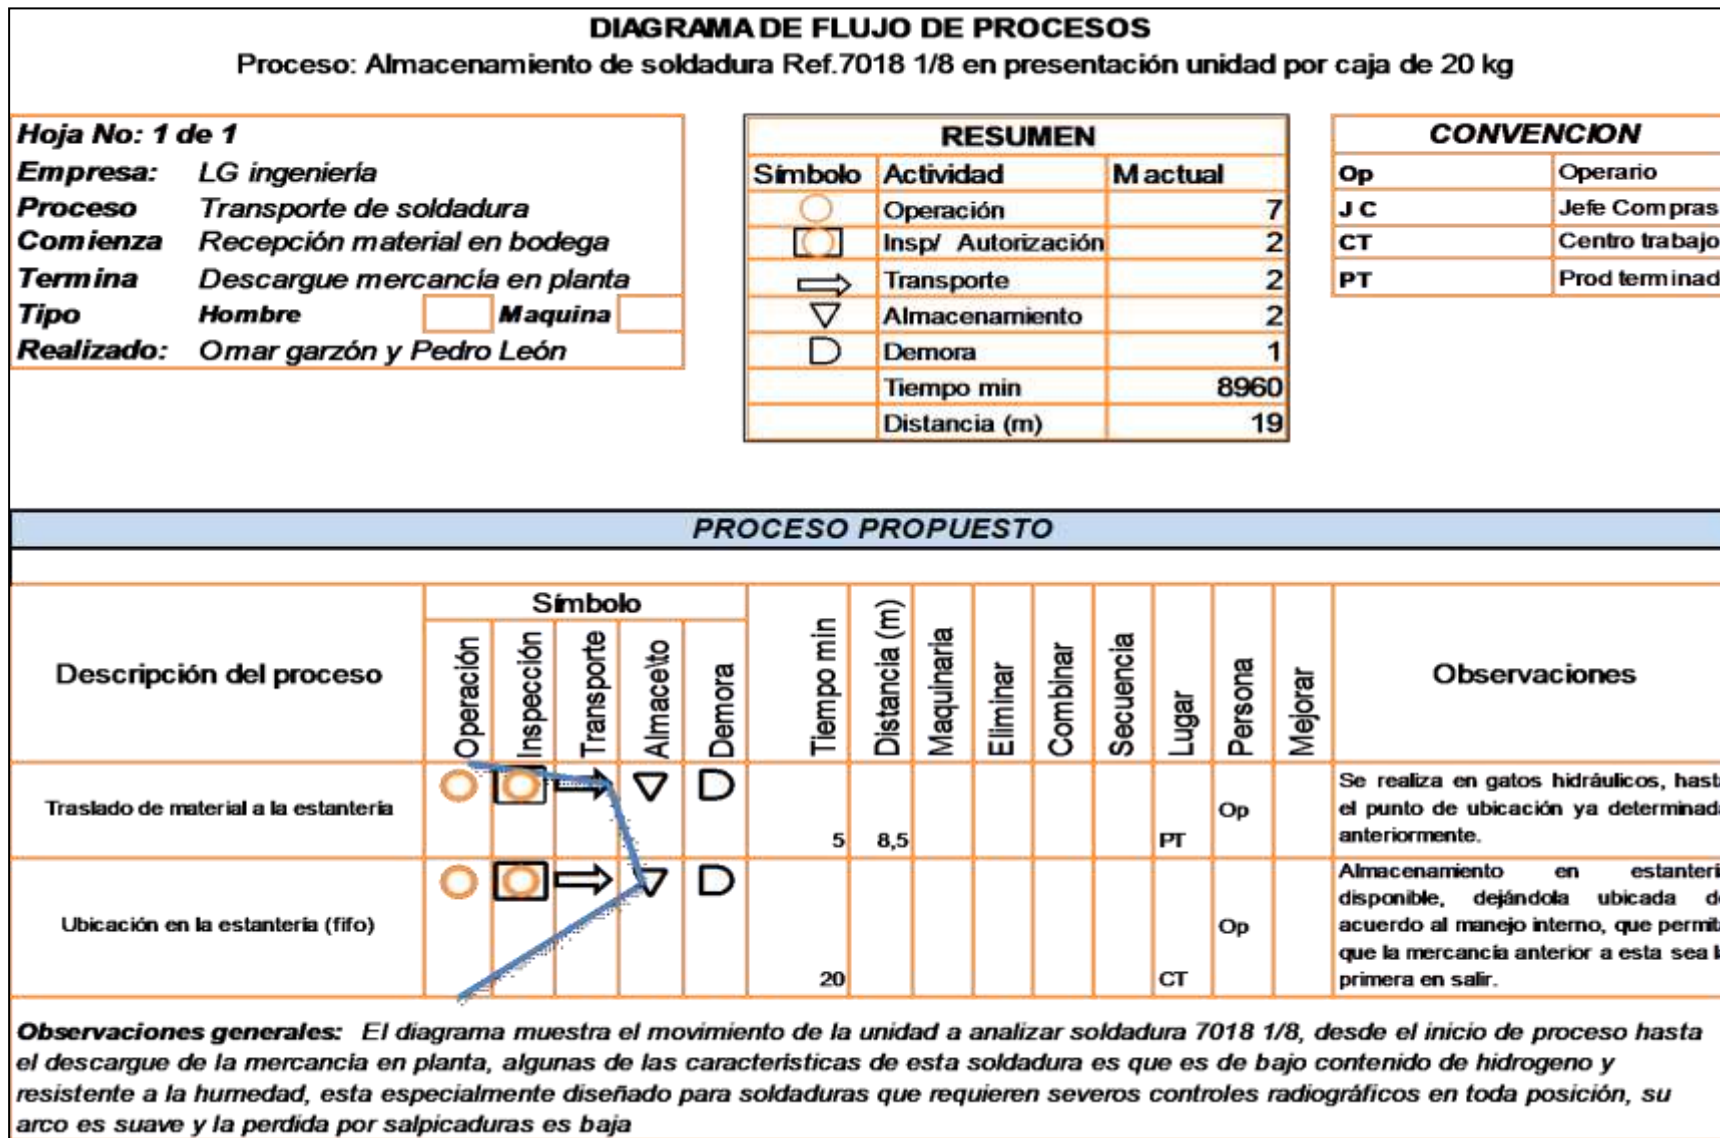 DIAGRAMA DE FLUJO DE PROCESOS
Proceso: Almacenamiento de soldadura Ref.7018 1/8 en presentación unidad por caja de 20 kg
Hoja No: 1 de 1
Empresa: LG ingeniería
Proceso Transporte de soldadura
Comienza Recepción material en bodega
Termina Descargue mercancía en planta
Tipo Hombre Maquina
Realizado: Omar garzón y Pedro León
RESUMEN
Símbolo Actividad M actual
Operación 7
Insp/ Autorización 2
Transporte 2
Almacenamiento 2
Demora 1
Tiempo min 8960
Distancia (m) 19
CONVENCION
Op Operario
J C Jefe Compras
CT Centro trabajo
PT Prod terminad
PROCESO PROPUESTO
Descripción del proceso
Símbolo
Operación
Inspección
Transporte
Almace\to
Demora
Tiempo min
Distancia (m)
Maquinaria
Eliminar
Combinar
Secuencia
Lugar
Persona
Mejorar
Observaciones
Traslado de material a la estantería
5 8,5 PT Op
Se realiza en gatos hidráulicos, hasta
el punto de ubicación ya determinada
anteriormente.
Ubicación en la estantería (fifo)
20 CT Op
Almacenamiento en estantería
disponible, dejándola ubicada de
acuerdo al manejo interno, que permita
que la mercancía anterior a esta sea la
primera en salir.
Observaciones generales: El diagrama muestra el movimiento de la unidad a analizar soldadura 7018 1/8, desde el inicio de proceso hasta
el descargue de la mercancía en planta, algunas de las características de esta soldadura es que es de bajo contenido de hidrogeno y
resistente a la humedad, esta especialmente diseñado para soldaduras que requieren severos controles radiográficos en toda posición, su
arco es suave y la perdida por salpicaduras es baja